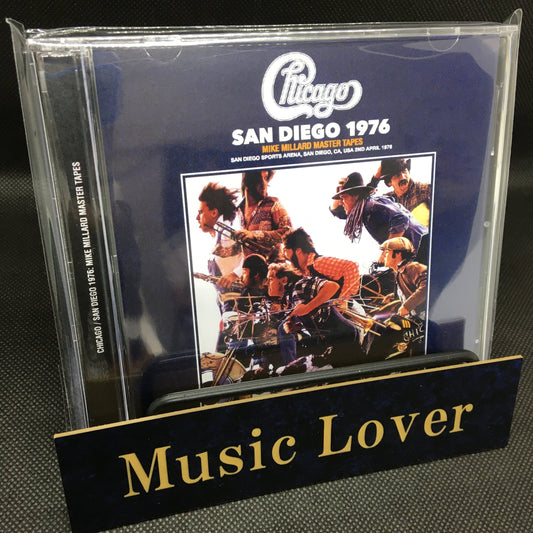 Chicago
SAN DIEGO 1976
MIKE MILLARD MASTER TAPES
SAN DIEGO SPORTS ARENA, SAN DIEGO, CA, USA 2ND APRIL 1976
CHICAGO / SAN DIEGO 1976: MIKE MILLARD MASTER TAPES
Music Lover